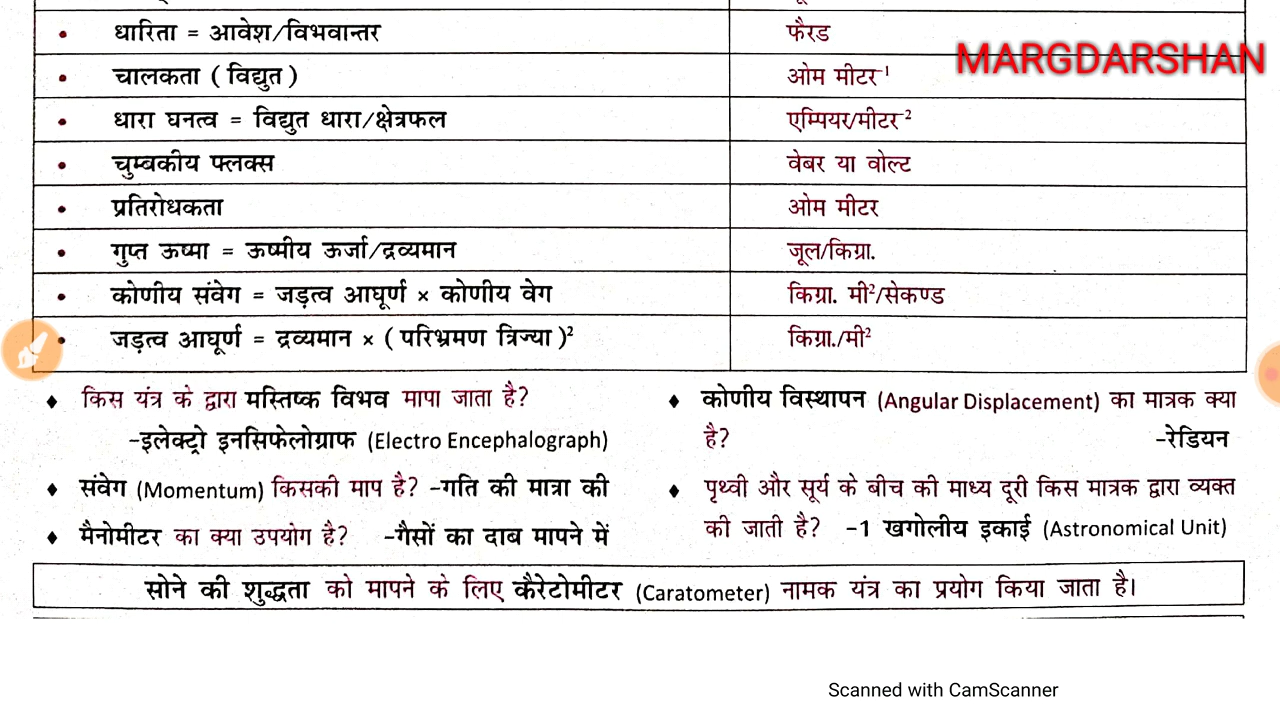 • धारिता = आवेश/विभवान्तर फैरड
MARGDARSHAN
• चालकता ( विद्युत ) ओम मीटर⁻¹
• धारा घनत्व = विद्युत धारा/क्षेत्रफल एम्पियर/मीटर⁻²
• चुम्बकीय फ्लक्स वेबर या वोल्ट
• प्रतिरोधकता ओम मीटर
• गुप्त ऊष्मा = ऊष्मीय ऊर्जा/द्रव्यमान जूल/किग्रा.
• कोणीय संवेग = जड़त्व आघूर्ण × कोणीय वेग किग्रा. मी²/सेकण्ड
• जड़त्व आघूर्ण = द्रव्यमान × ( परिभ्रमण त्रिज्या )² किग्रा./मी²
♦ किस यंत्र के द्वारा मस्तिष्क विभव मापा जाता है?
-इलेक्ट्रो इनसिफेलोग्राफ (Electro Encephalograph)
♦ संवेग (Momentum) किसकी माप है? -गति की मात्रा की
♦ मैनोमीटर का क्या उपयोग है? -गैसों का दाब मापने में
♦ कोणीय विस्थापन (Angular Displacement) का मात्रक क्या
है? -रेडियन
♦ पृथ्वी और सूर्य के बीच की माध्य दूरी किस मात्रक द्वारा व्यक्त
की जाती है? -1 खगोलीय इकाई (Astronomical Unit)
सोने की शुद्धता को मापने के लिए कैरेटोमीटर (Caratometer) नामक यंत्र का प्रयोग किया जाता है।
Scanned with CamScanner